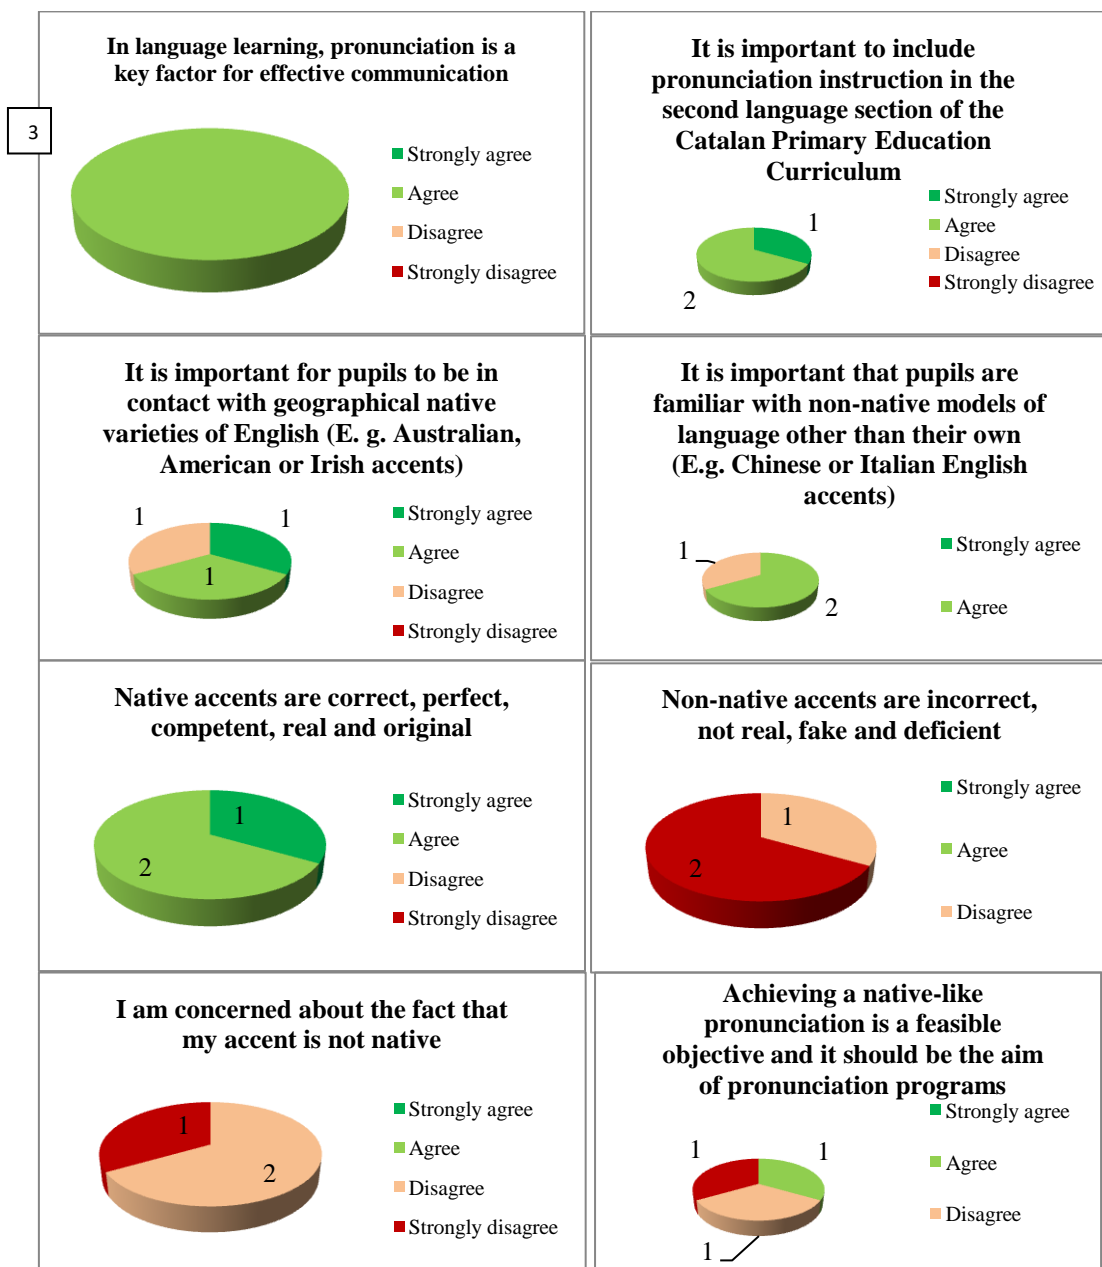 In language learning, pronunciation is a
key factor for effective communication
3
Strongly agree
Agree
Disagree
Strongly disagree
It is important to include
pronunciation instruction in the
second language section of the
Catalan Primary Education
Curriculum
1
2
Strongly agree
Agree
Disagree
Strongly disagree
It is important for pupils to be in
contact with geographical native
varieties of English (E. g. Australian,
American or Irish accents)
1
1
1
Strongly agree
Agree
Disagree
Strongly disagree
It is important that pupils are
familiar with non-native models of
language other than their own
(E.g. Chinese or Italian English
accents)
1
2
Strongly agree
Agree
Native accents are correct, perfect,
competent, real and original
1
2
Strongly agree
Agree
Disagree
Strongly disagree
Non-native accents are incorrect,
not real, fake and deficient
1
2
Strongly agree
Agree
Disagree
I am concerned about the fact that
my accent is not native
1
2
Strongly agree
Agree
Disagree
Strongly disagree
Achieving a native-like
pronunciation is a feasible
objective and it should be the aim
of pronunciation programs
1
1
1
Strongly agree
Agree
Disagree